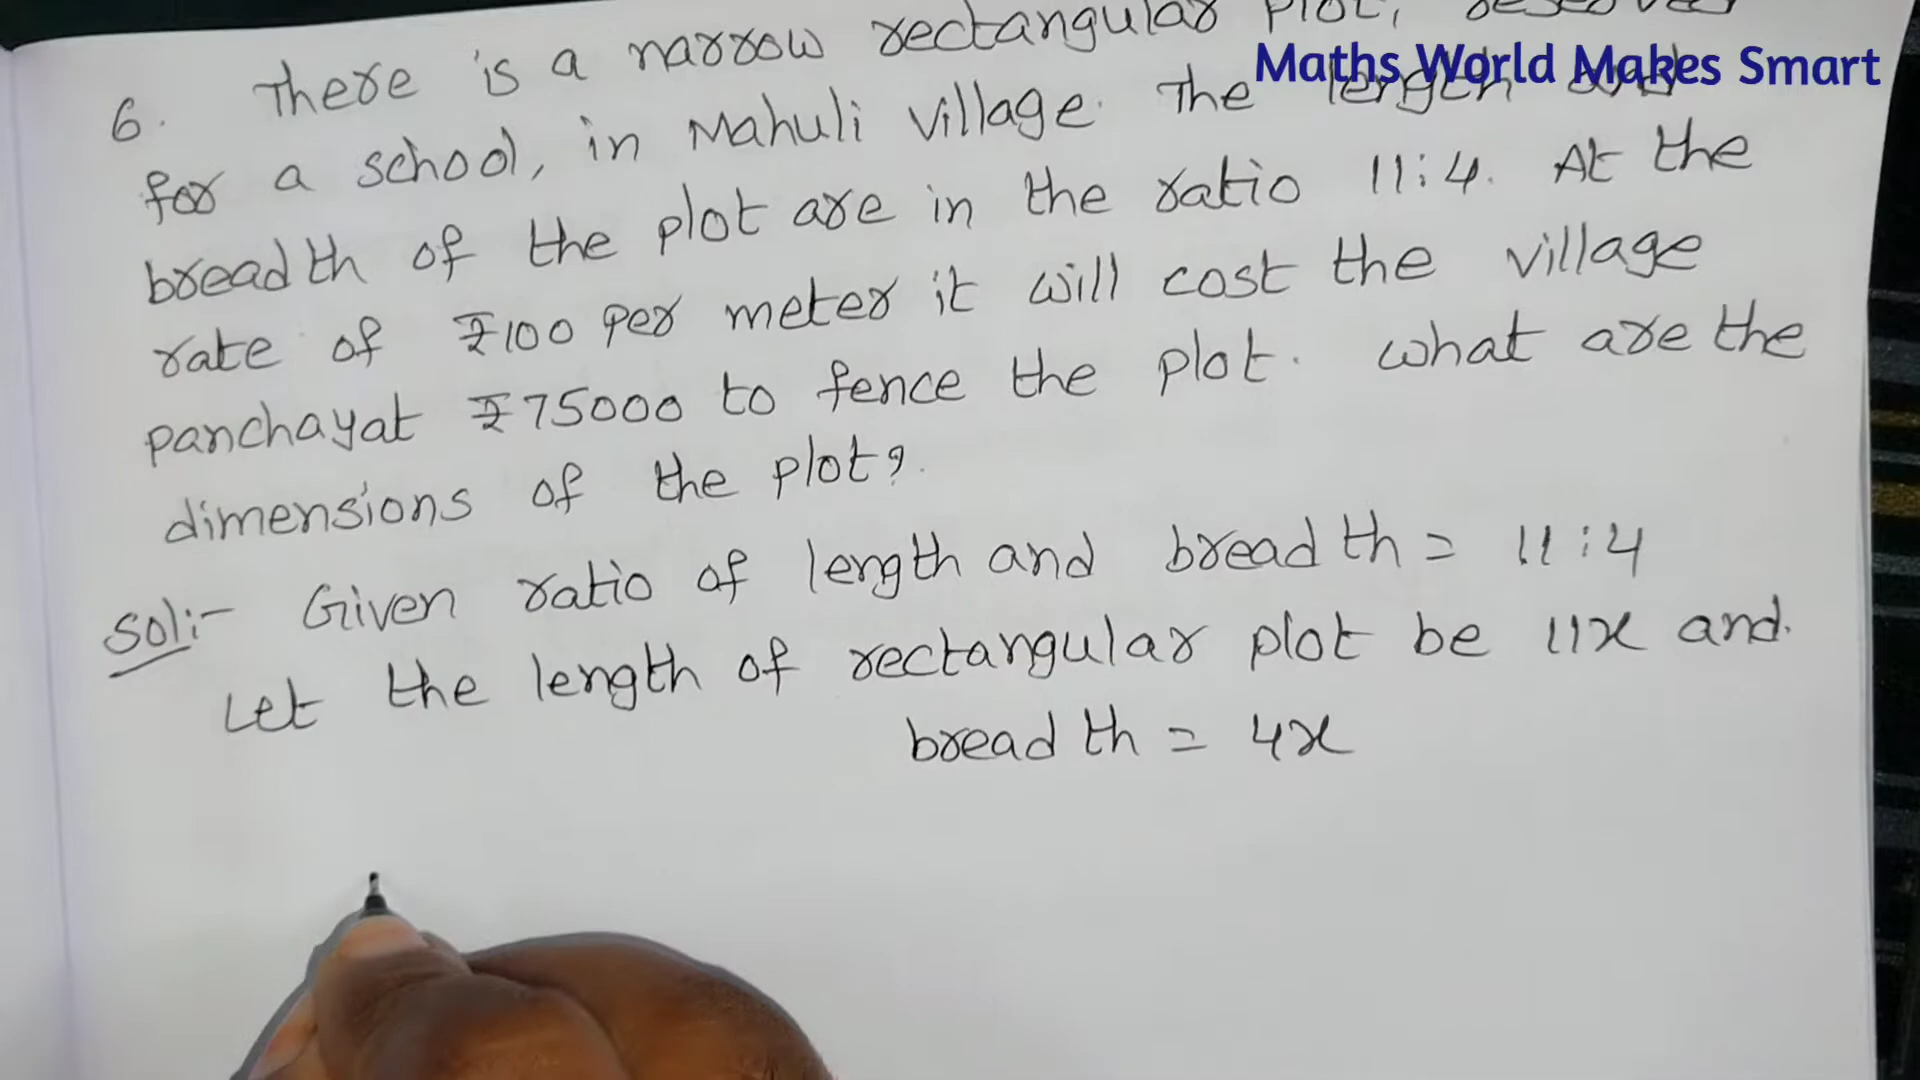 6. There is a narrow rectangular plot, reserved
Maths World Makes Smart
for a school, in Mahuli village. The length and
breadth of the plot are in the ratio 11:4. At the
rate of ₹100 per meter it will cost the village
panchayat ₹75000 to fence the plot. what are the
dimensions of the plot?
Sol:- Given ratio of length and breadth = 11:4
Let the length of rectangular plot be 11x and.
breadth = 4x